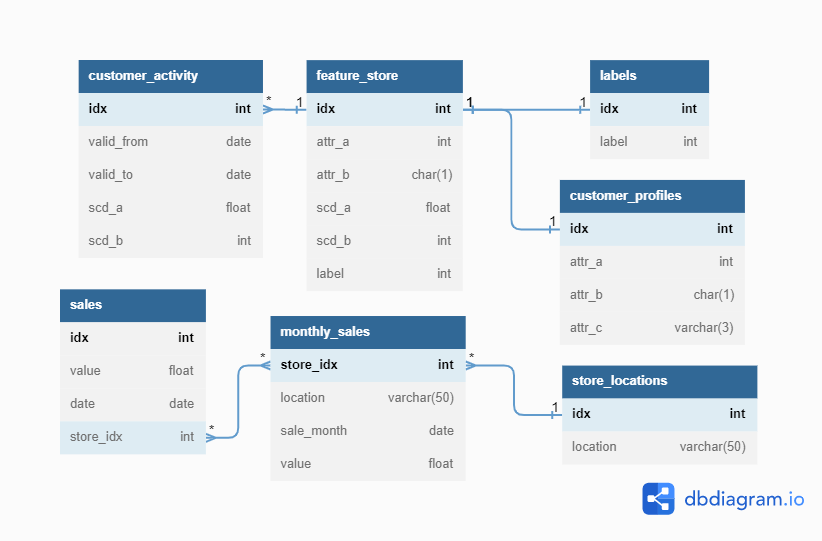 customer_activity
idx int
valid_from date
valid_to date
scd_a float
scd_b int
* 1
feature_store
idx int
attr_a int
attr_b char(1)
scd_a float
scd_b int
label int
1 1
labels
idx int
label int
1
customer_profiles
idx int
attr_a int
attr_b char(1)
attr_c varchar(3)
sales
idx int
value float
date date
store_idx int
* *
monthly_sales
store_idx int
location varchar(50)
sale_month date
value float
* 1
store_locations
idx int
location varchar(50)
dbdiagram.io